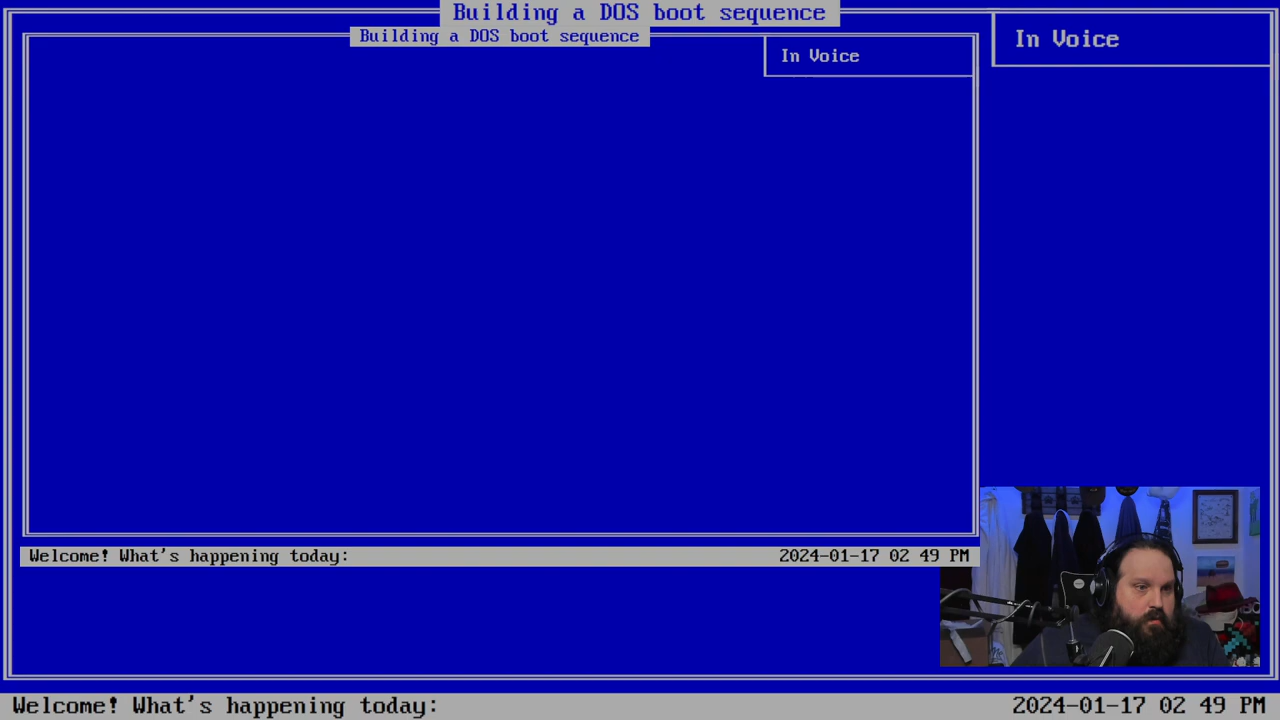 Building a DOS boot sequence
In Voice
Building a DOS boot sequence
In Voice
Welcome! What's happening today:
2024-01-17 02 49 PM
Welcome! What's happening today:
2024-01-17 02 49 PM